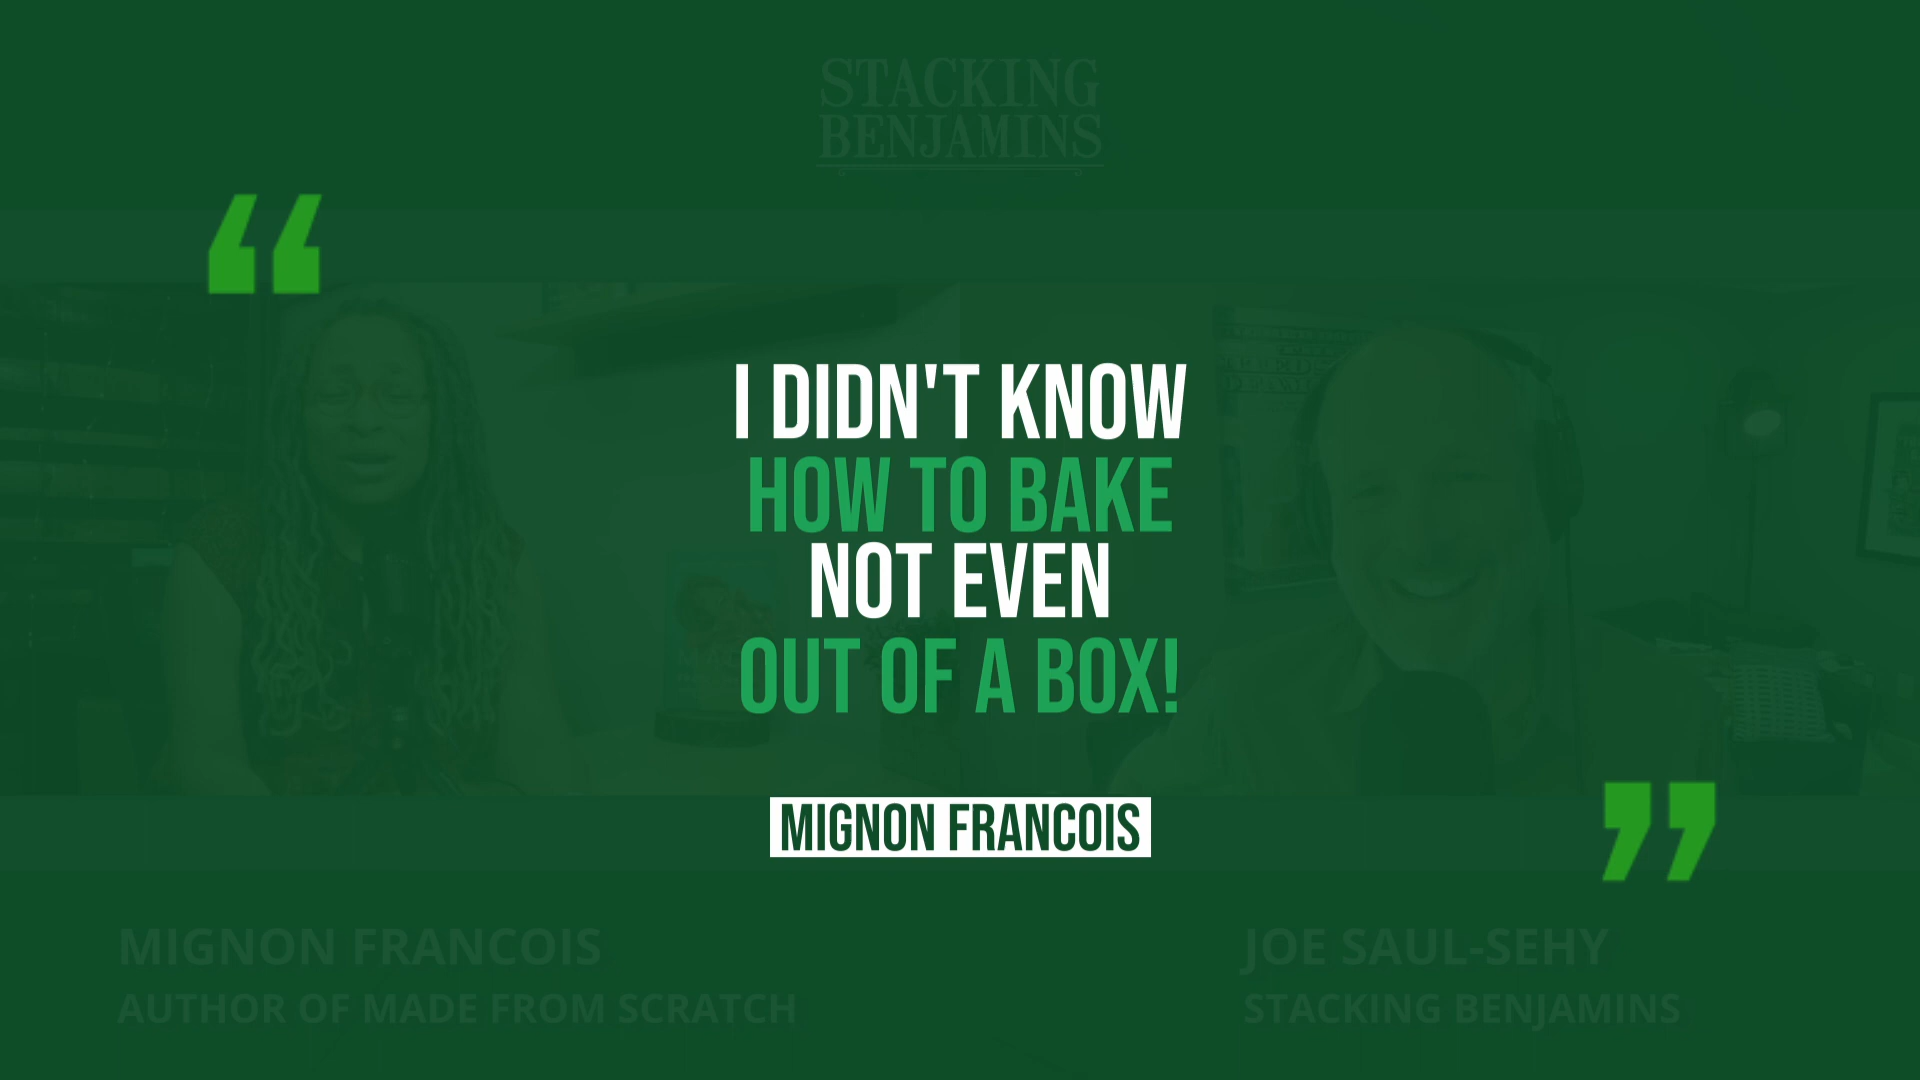 STACKING
BENJAMINS
“
I DIDN'T KNOW
HOW TO BAKE
NOT EVEN
OUT OF A BOX!
”
MIGNON FRANCOIS
MIGNON FRANCOIS
AUTHOR OF MADE FROM SCRATCH
JOE SAUL-SEHY
STACKING BENJAMINS